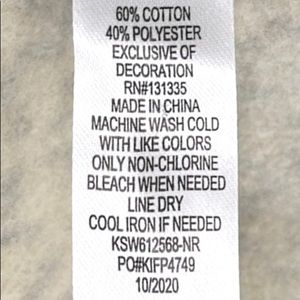 60% COTTON
40% POLYESTER
EXCLUSIVE OF
DECORATION
RN#131335
MADE IN CHINA
MACHINE WASH COLD
WITH LIKE COLORS
ONLY NON-CHLORINE
BLEACH WHEN NEEDED
LINE DRY
COOL IRON IF NEEDED
KSW612568-NR
PO#KIFP4749
10/2020